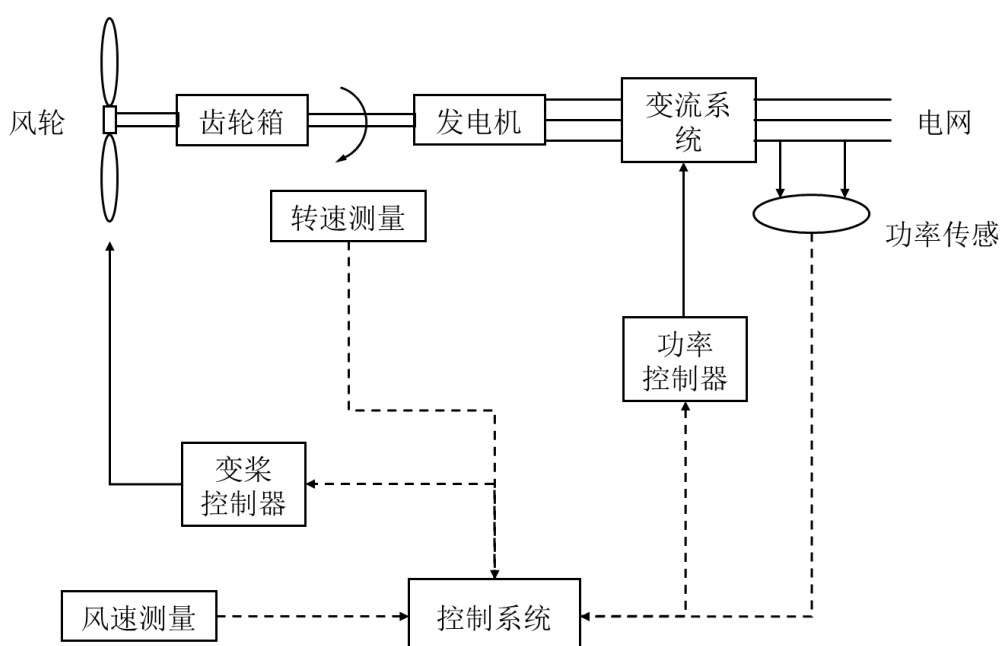 风轮
齿轮箱
发电机
变流系
统
电网
转速测量
功率传感
功率
控制器
变桨
控制器
风速测量
控制系统